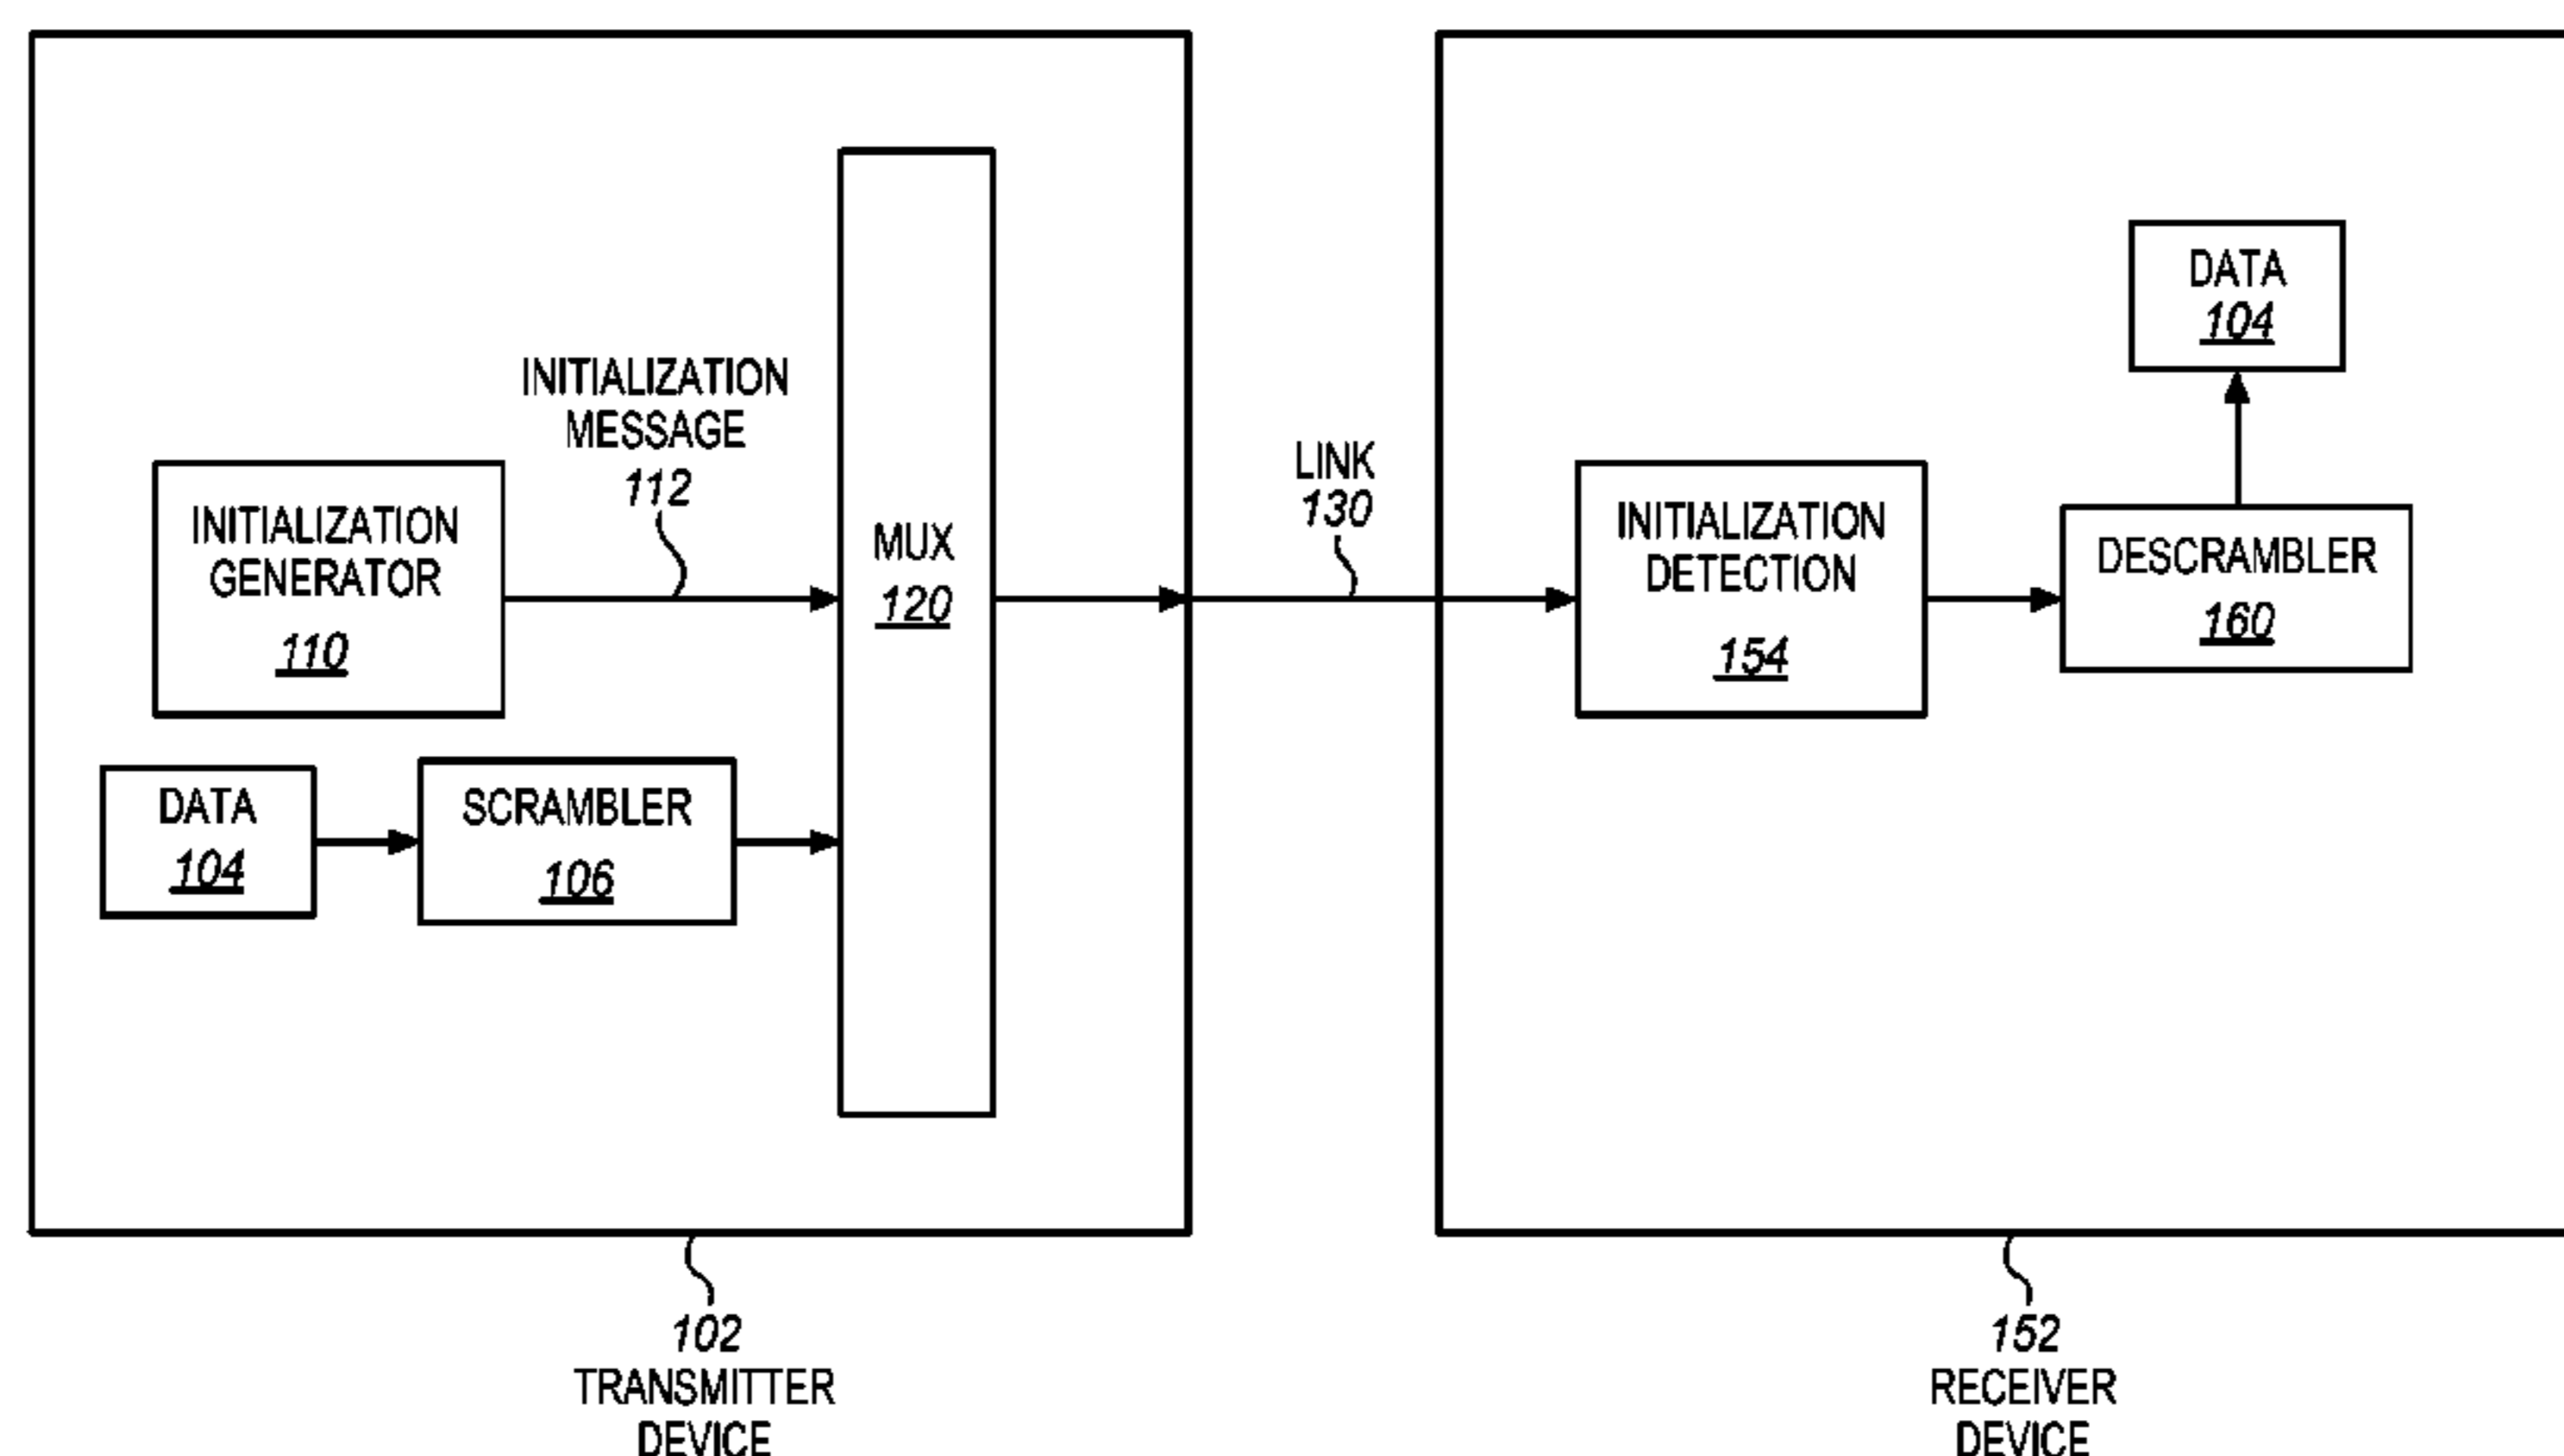 INITIALIZATION
MESSAGE
112
INITIALIZATION
GENERATOR
110
DATA
104
SCRAMBLER
106
MUX
120
102
TRANSMITTER
DEVICE
LINK
130
INITIALIZATION
DETECTION
154
DATA
104
DESCRAMBLER
160
152
RECEIVER
DEVICE